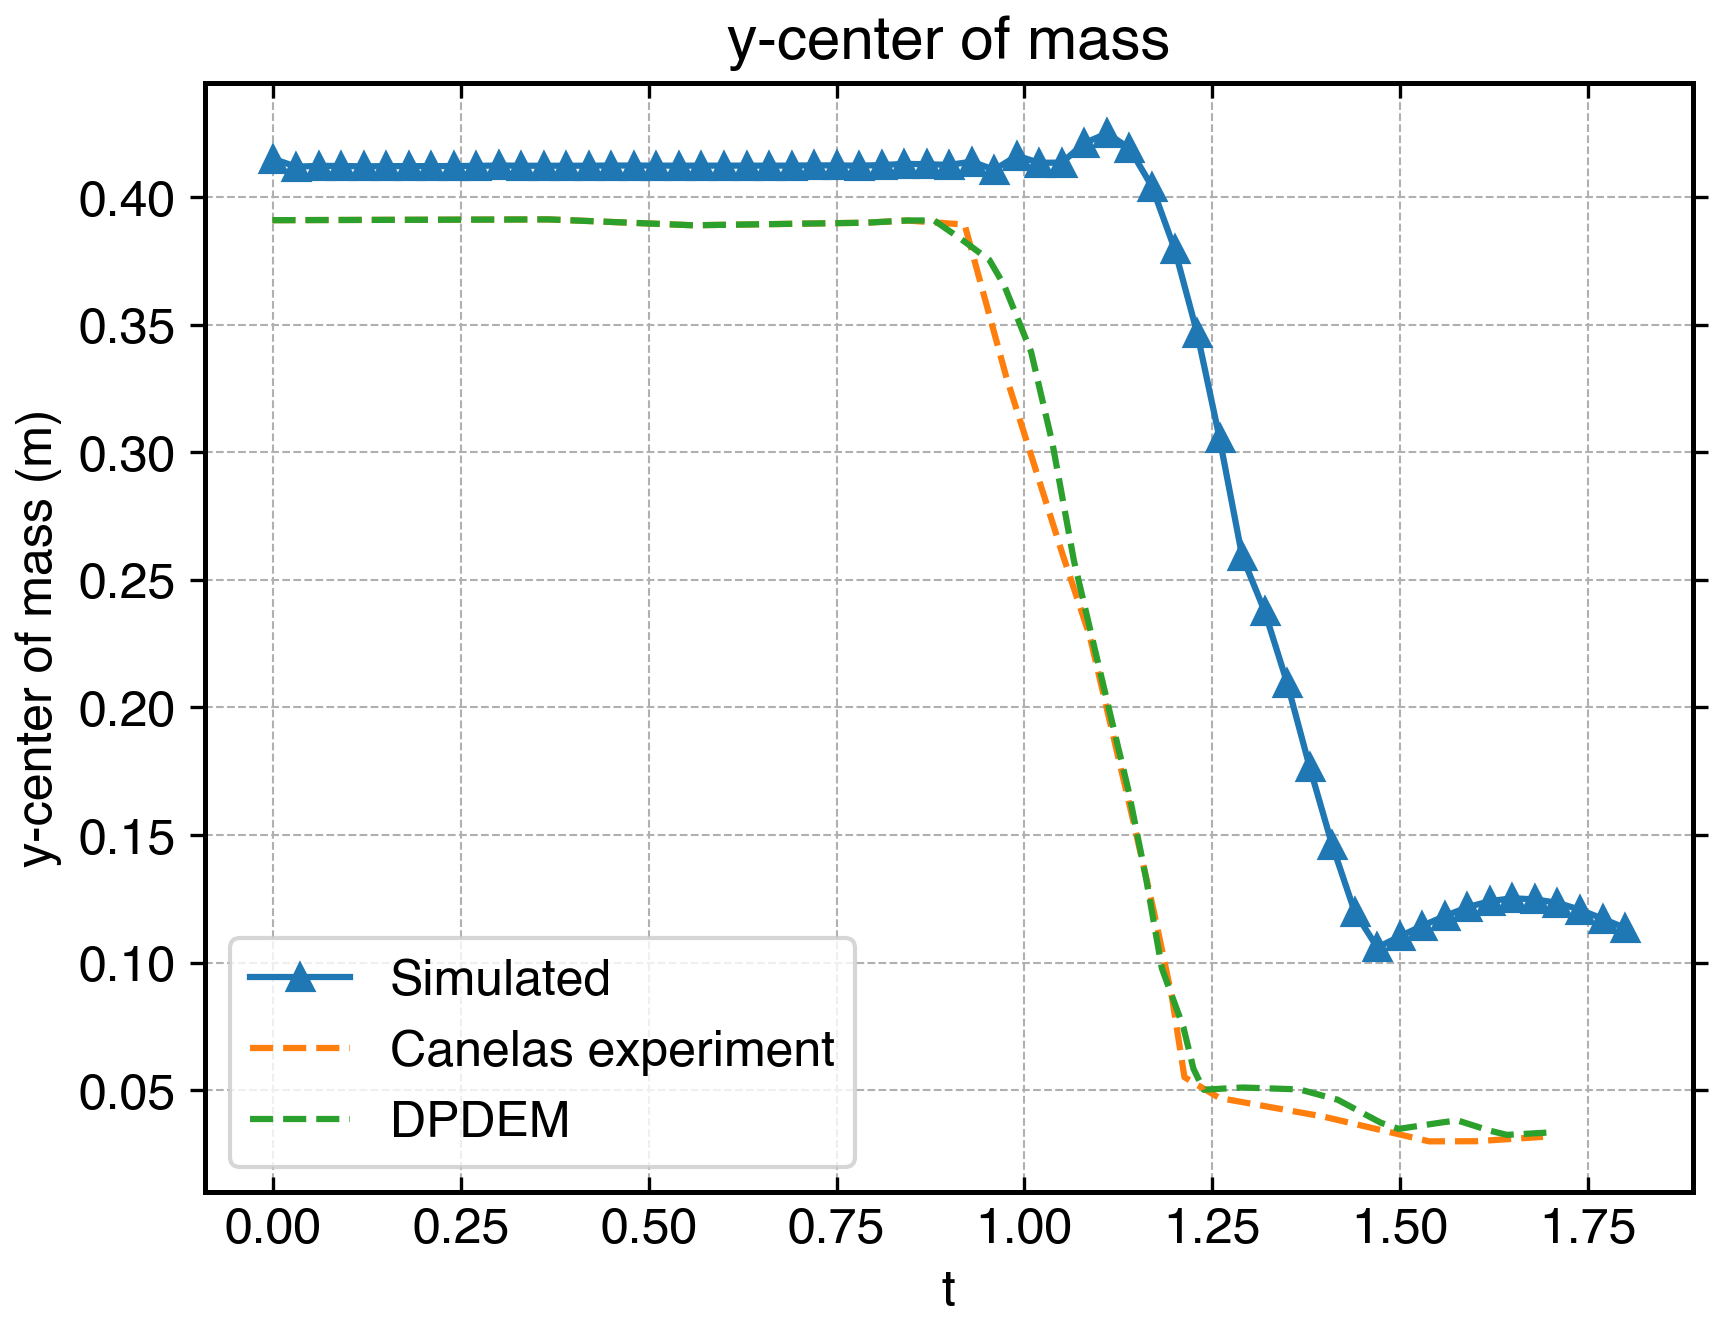 y-center of mass
y-center of mass (m)
0.40
0.35
0.30
0.25
0.20
0.15
0.10
0.05
Simulated
Canelas experiment
DPDEM
0.00 0.25 0.50 0.75 1.00 1.25 1.50 1.75
t